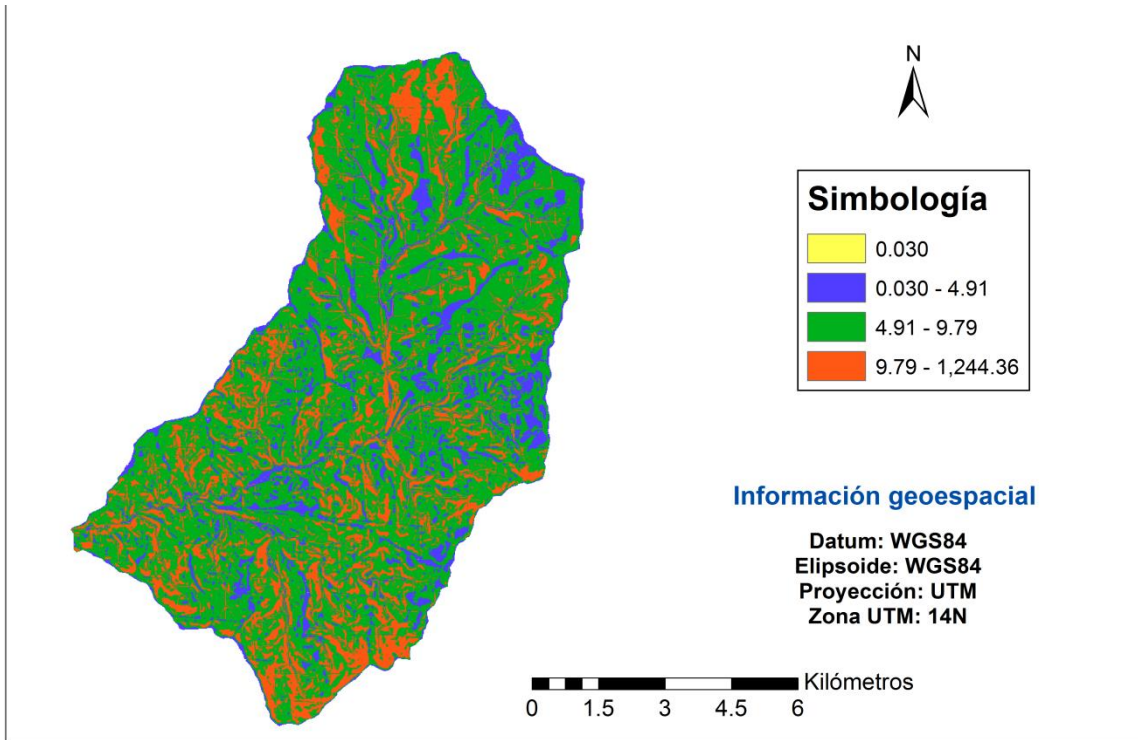 N
Simbología
0.030
0.030 - 4.91
4.91 - 9.79
9.79 - 1,244.36
Información geoespacial
Datum: WGS84
Elipsoide: WGS84
Proyección: UTM
Zona UTM: 14N
Kilómetros
0 1.5 3 4.5 6